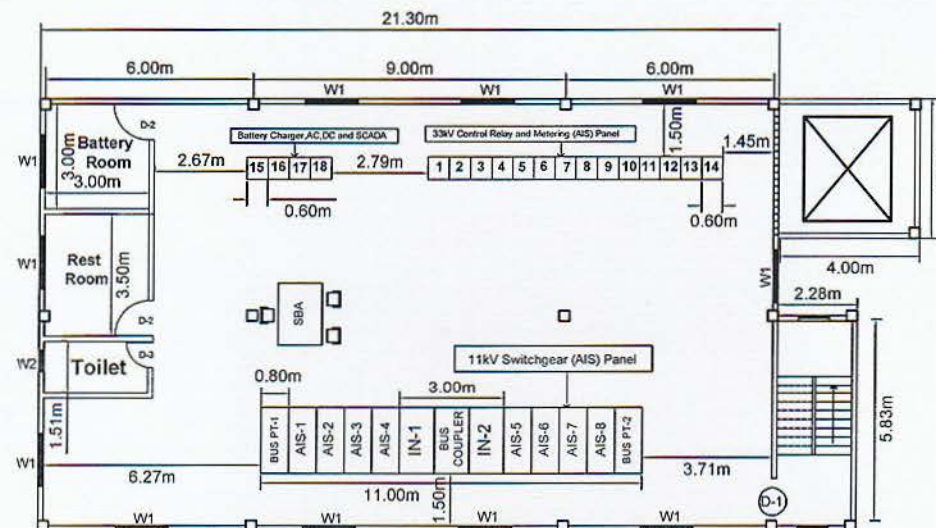 21.30m
6.00m
9.00m
6.00m
W1
W1
W1
D-2
Battery
Room
3.00m
3.00m
W1
2.67m
Battery Charger,AC,DC and SCADA
15 16 17 18
0.60m
2.79m
33kV Control Relay and Metering (AIS) Panel
1 2 3 4 5 6 7 8 9 10 11 12 13 14
1.50m
1.45m
0.60m
4.00m
W1
Rest
Room
3.50m
D-2
W1
2.28m
SBA
W2
Toilet
D-2
1.51m
11kV Switchgear (AIS) Panel
0.80m
3.00m
BUS PT-1
AIS-1
AIS-2
AIS-3
AIS-4
IN-1
BUS
COUPLER
IN-2
AIS-5
AIS-6
AIS-7
AIS-8
BUS PT-2
5.83m
W1
6.27m
11.00m
1.50m
3.71m
D-1
W1
W1
W1
W1